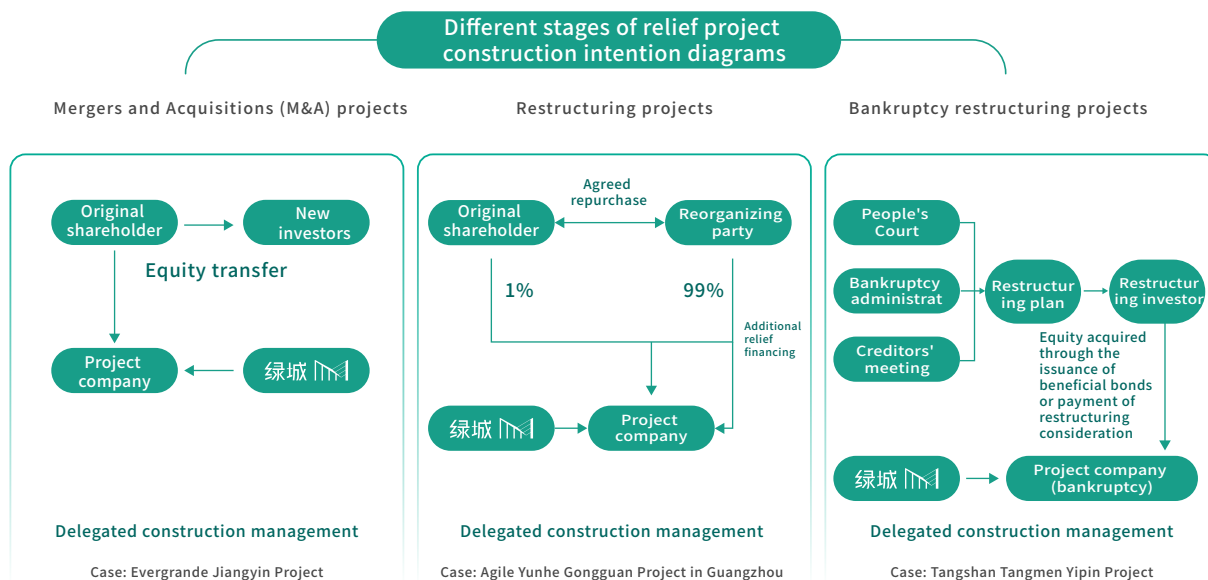 Different stages of relief project
construction intention diagrams
Mergers and Acquisitions (M&A) projects
Restructuring projects
Bankruptcy restructuring projects
Original
shareholder
New
investors
Equity transfer
Project
company
绿城
Delegated construction management
Case: Evergrande Jiangyin Project
Agreed
repurchase
Original
shareholder
Reorganizing
party
1%
99%
Additional
relief
financing
绿城
Project
company
Delegated construction management
Case: Agile Yunhe Gongguan Project in Guangzhou
People's
Court
Bankruptcy
administrat
Creditors'
meeting
Restructur
ing plan
Restructur
ing investor
Equity acquired
through the
issuance of
beneficial bonds
or payment of
restructuring
consideration
绿城
Project company
(bankruptcy)
Delegated construction management
Case: Tangshan Tangmen Yipin Project